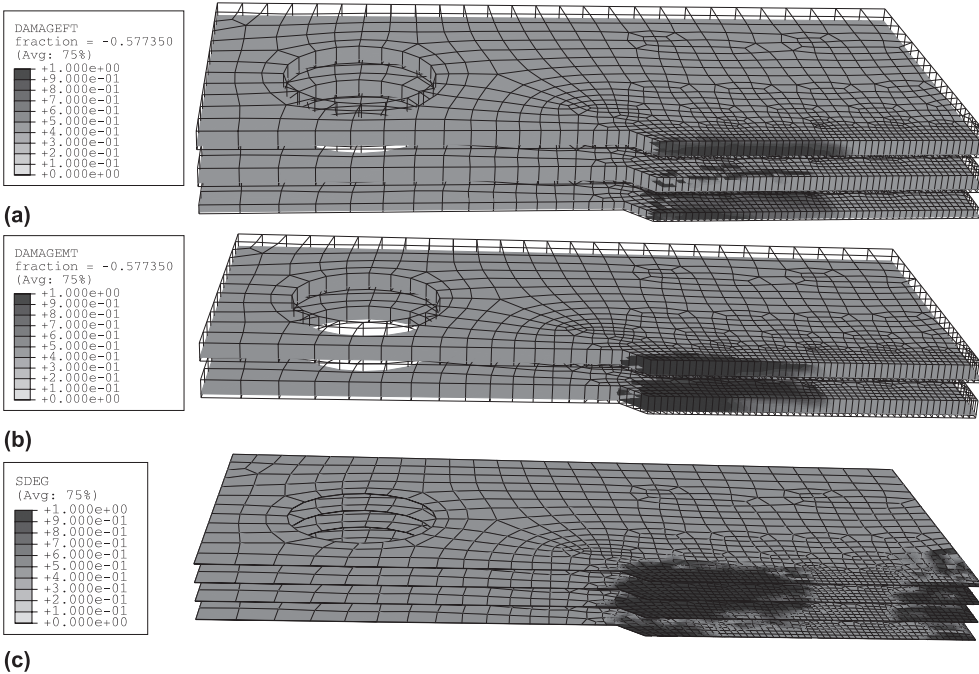 DAMAGEFT
fraction = -0.577350
(Avg: 75%)
+1.000e+00
+9.000e-01
+8.000e-01
+7.000e-01
+6.000e-01
+5.000e-01
+4.000e-01
+3.000e-01
+2.000e-01
+1.000e-01
+0.000e+00
(a)
DAMAGEMT
fraction = -0.577350
(Avg: 75%)
+1.000e+00
+9.000e-01
+8.000e-01
+7.000e-01
+6.000e-01
+5.000e-01
+4.000e-01
+3.000e-01
+2.000e-01
+1.000e-01
+0.000e+00
(b)
SDEG
(Avg: 75%)
+1.000e+00
+9.000e-01
+8.000e-01
+7.000e-01
+6.000e-01
+5.000e-01
+4.000e-01
+3.000e-01
+2.000e-01
+1.000e-01
+0.000e+00
(c)